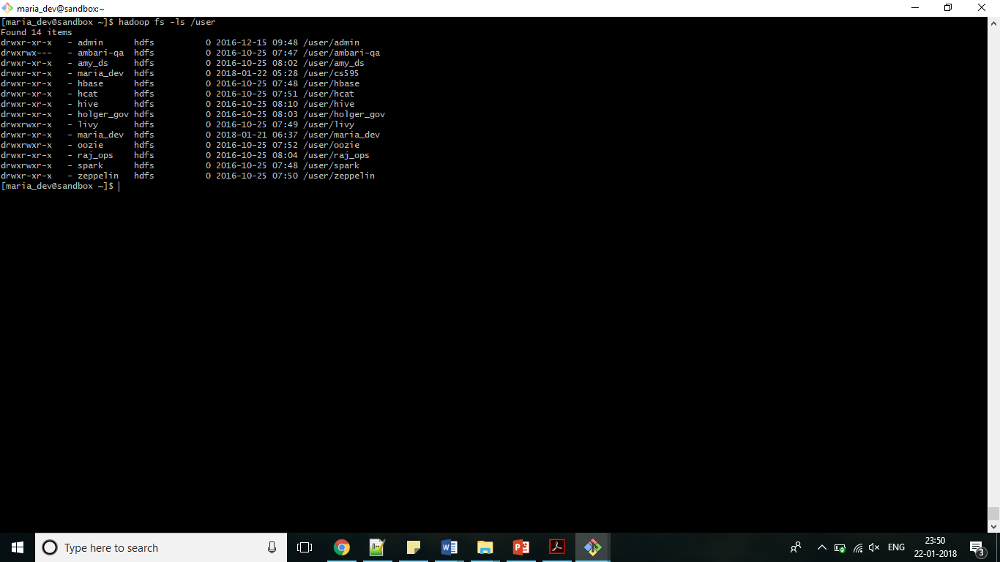 maria_dev@sandbox:~
[maria_dev@sandbox ~]$ hadoop fs -ls /user
Found 14 items
drwxr-xr-x   - admin      hdfs          0 2016-12-15 09:48 /user/admin
drwxrwx---   - ambari-qa  hdfs          0 2016-10-25 07:47 /user/ambari-qa
drwxr-xr-x   - amy_ds     hdfs          0 2016-10-25 08:02 /user/amy_ds
drwxr-xr-x   - maria_dev  hdfs          0 2018-01-22 05:28 /user/cs595
drwxr-xr-x   - hbase      hdfs          0 2016-10-25 07:48 /user/hbase
drwxr-xr-x   - hcat       hdfs          0 2016-10-25 07:51 /user/hcat
drwxr-xr-x   - hive       hdfs          0 2016-10-25 08:10 /user/hive
drwxr-xr-x   - holger_gov hdfs          0 2016-10-25 08:03 /user/holger_gov
drwxrwxr-x   - livy       hdfs          0 2016-10-25 07:49 /user/livy
drwxr-xr-x   - maria_dev  hdfs          0 2018-01-21 06:37 /user/maria_dev
drwxrwxr-x   - oozie      hdfs          0 2016-10-25 07:52 /user/oozie
drwxr-xr-x   - raj_ops    hdfs          0 2016-10-25 08:04 /user/raj_ops
drwxrwxr-x   - spark      hdfs          0 2016-10-25 07:48 /user/spark
drwxr-xr-x   - zeppelin   hdfs          0 2016-10-25 07:50 /user/zeppelin
[maria_dev@sandbox ~]$
Type here to search
ENG
23:50
22-01-2018
3